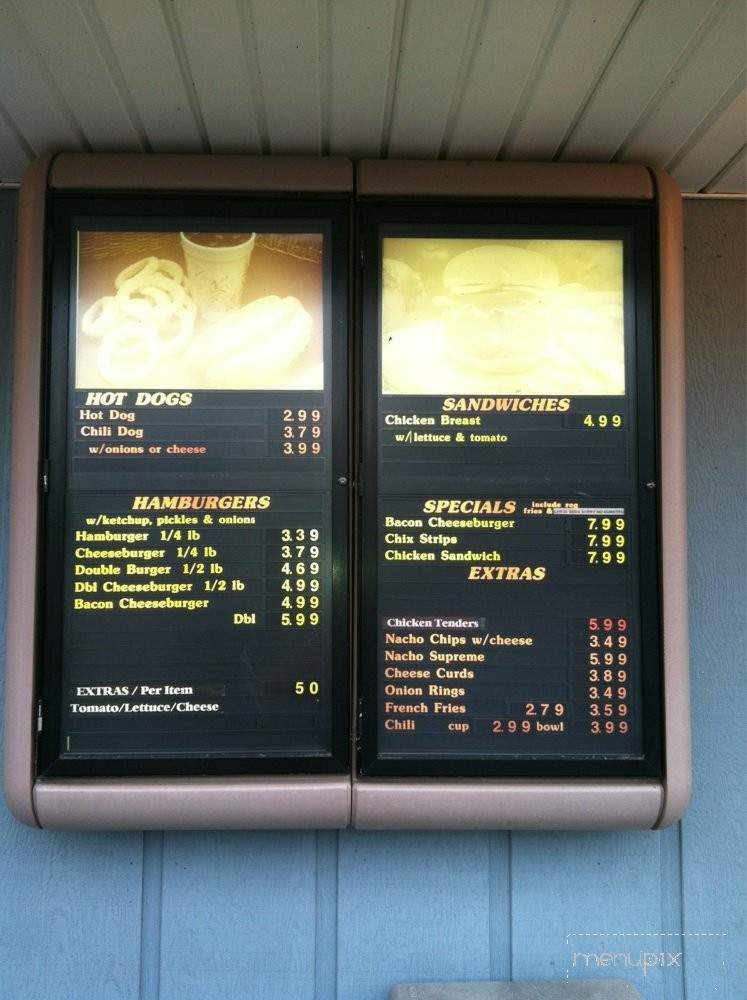 HOT DOGS
Hot Dog 2.99
Chili Dog 3.79
w/onions or cheese 3.99
HAMBURGERS
w/ketchup, pickles & onions
Hamburger 1/4 lb 3.39
Cheeseburger 1/4 lb 3.79
Double Burger 1/2 lb 4.69
Dbl Cheeseburger 1/2 lb 4.99
Bacon Cheeseburger 4.99
Dbl 5.99
EXTRAS / Per Item 50
Tomato/Lettuce/Cheese
SANDWICHES
Chicken Breast 4.99
w/lettuce & tomato
SPECIALS include reg
fries &
Bacon Cheeseburger 7.99
Chix Strips 7.99
Chicken Sandwich 7.99
EXTRAS
Chicken Tenders 5.99
Nacho Chips w/cheese 3.49
Nacho Supreme 5.99
Cheese Curds 3.89
Onion Rings 3.49
French Fries 2.79 3.59
Chili cup 2.99 bowl 3.99
menupix